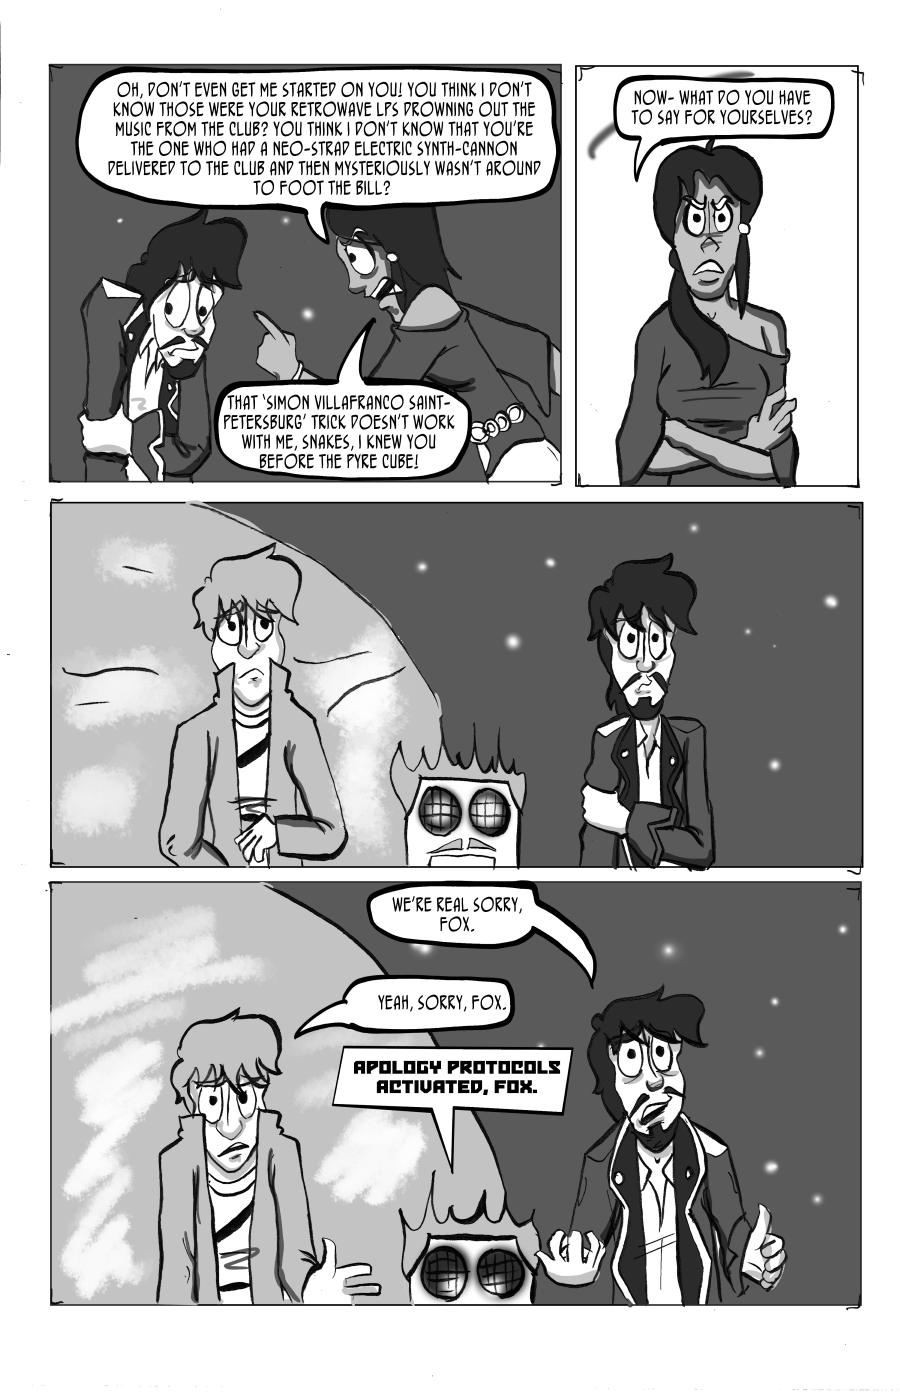 OH, DON'T EVEN GET ME STARTED ON YOU! YOU THINK I DON'T
KNOW THOSE WERE YOUR RETROWAVE LPS DROWNING OUT THE
MUSIC FROM THE CLUB? YOU THINK I DON'T KNOW THAT YOU'RE
THE ONE WHO HAD A NEO-STRAD ELECTRIC SYNTH-CANNON
DELIVERED TO THE CLUB AND THEN MYSTERIOUSLY WASN'T AROUND
TO FOOT THE BILL?
THAT 'SIMON VILLAFRANCO SAINT-
PETERSBURG' TRICK DOESN'T WORK
WITH ME, SNAKES, I KNEW YOU
BEFORE THE PYRE CUBE!
NOW- WHAT DO YOU HAVE
TO SAY FOR YOURSELVES?
WE'RE REAL SORRY,
FOX.
YEAH, SORRY, FOX.
APOLOGY PROTOCOLS
ACTIVATED, FOX.